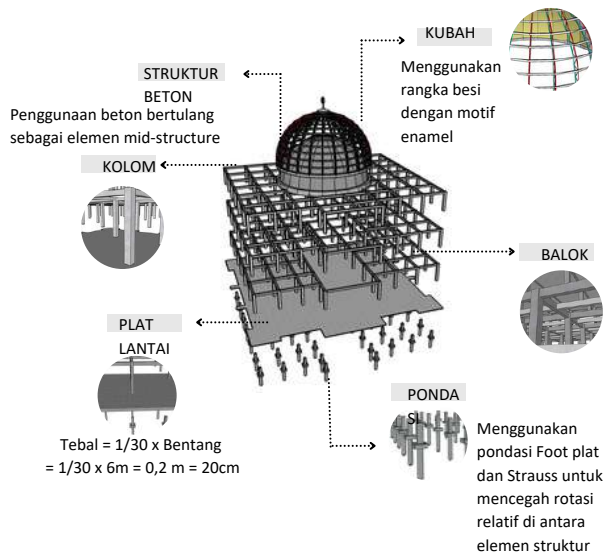 KUBAH
Menggunakan
rangka besi
dengan motif
enamel
STRUKTUR
BETON
Penggunaan beton bertulang
sebagai elemen mid-structure
KOLOM
BALOK
PLAT
LANTAI
Tebal = 1/30 x Bentang
= 1/30 x 6m = 0,2 m = 20cm
PONDA
SI
Menggunakan
pondasi Foot plat
dan Strauss untuk
mencegah rotasi
relatif di antara
elemen struktur